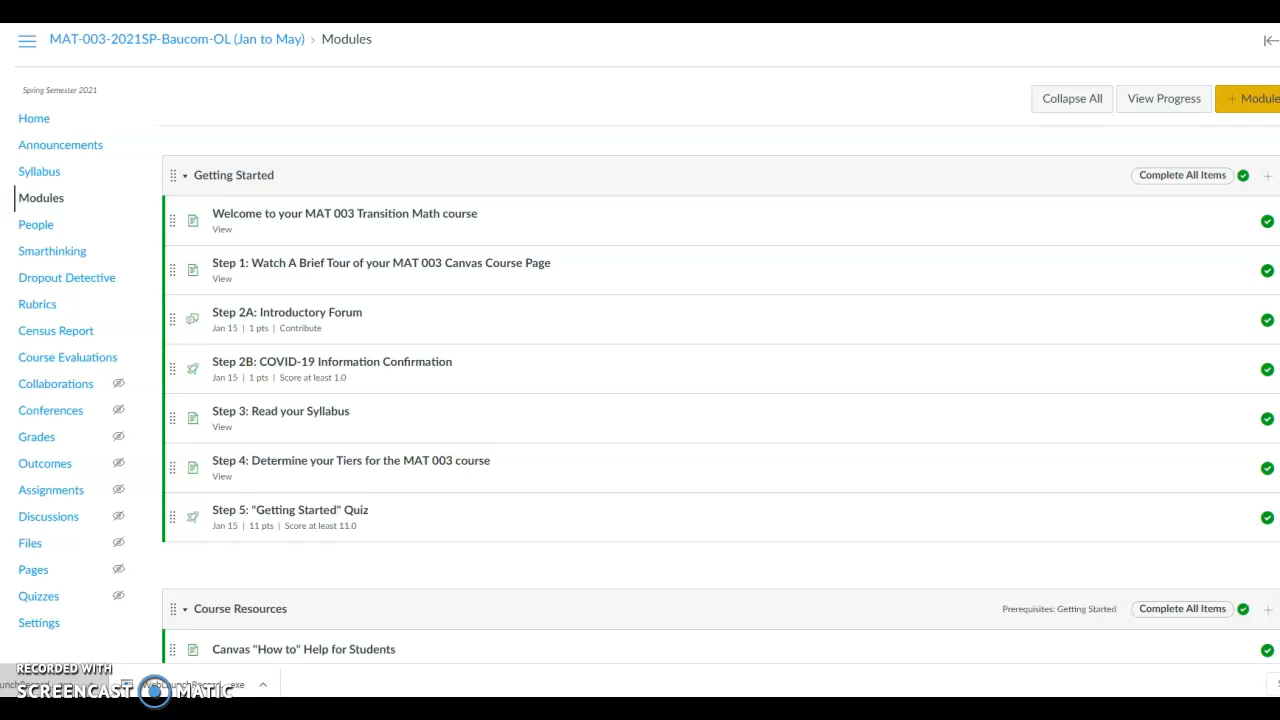 MAT-003-2021SP-Baucom-OL (Jan to May) > Modules
Spring Semester 2021
Collapse All
View Progress
+ Module
Home
Announcements
Syllabus
Modules
People
Smarthinking
Dropout Detective
Rubrics
Census Report
Course Evaluations
Collaborations
Conferences
Grades
Outcomes
Assignments
Discussions
Files
Pages
Quizzes
Settings
Getting Started
Complete All Items
Welcome to your MAT 003 Transition Math course
View
Step 1: Watch A Brief Tour of your MAT 003 Canvas Course Page
View
Step 2A: Introductory Forum
Jan 15 | 1 pts | Contribute
Step 2B: COVID-19 Information Confirmation
Jan 15 | 1 pts | Score at least 1.0
Step 3: Read your Syllabus
View
Step 4: Determine your Tiers for the MAT 003 course
View
Step 5: "Getting Started" Quiz
Jan 15 | 11 pts | Score at least 11.0
Course Resources
Prerequisites: Getting Started
Complete All Items
Canvas "How to" Help for Students
RECORDED WITH
SCREENCAST MATIC